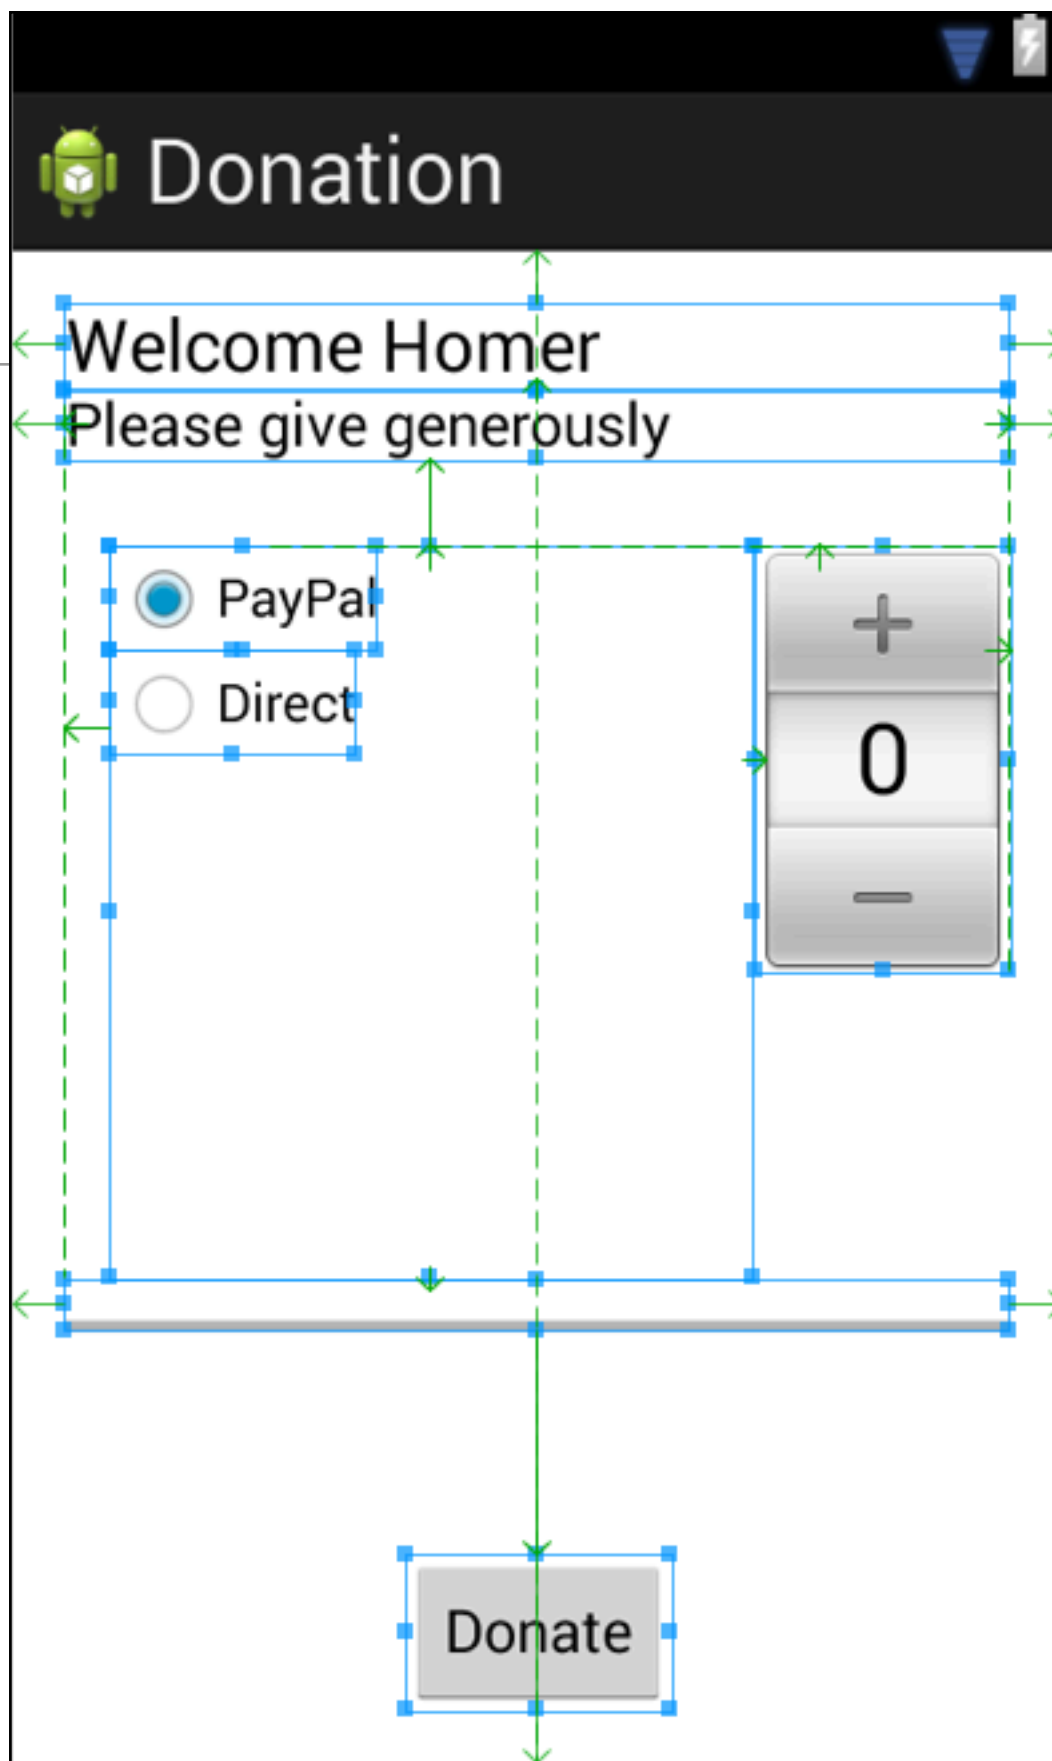 Donation
Welcome Homer
Please give generously
PayPal
+
Direct
0
−
Donate